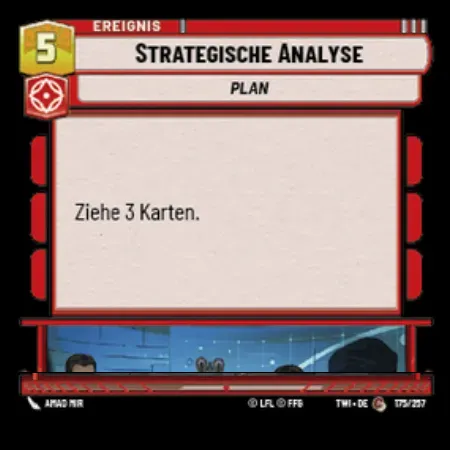 EREIGNIS
5
STRATEGISCHE ANALYSE
PLAN
Ziehe 3 Karten.
AMAD MIR
Ⓒ LFL Ⓒ FFG
TWI • DE
175/257